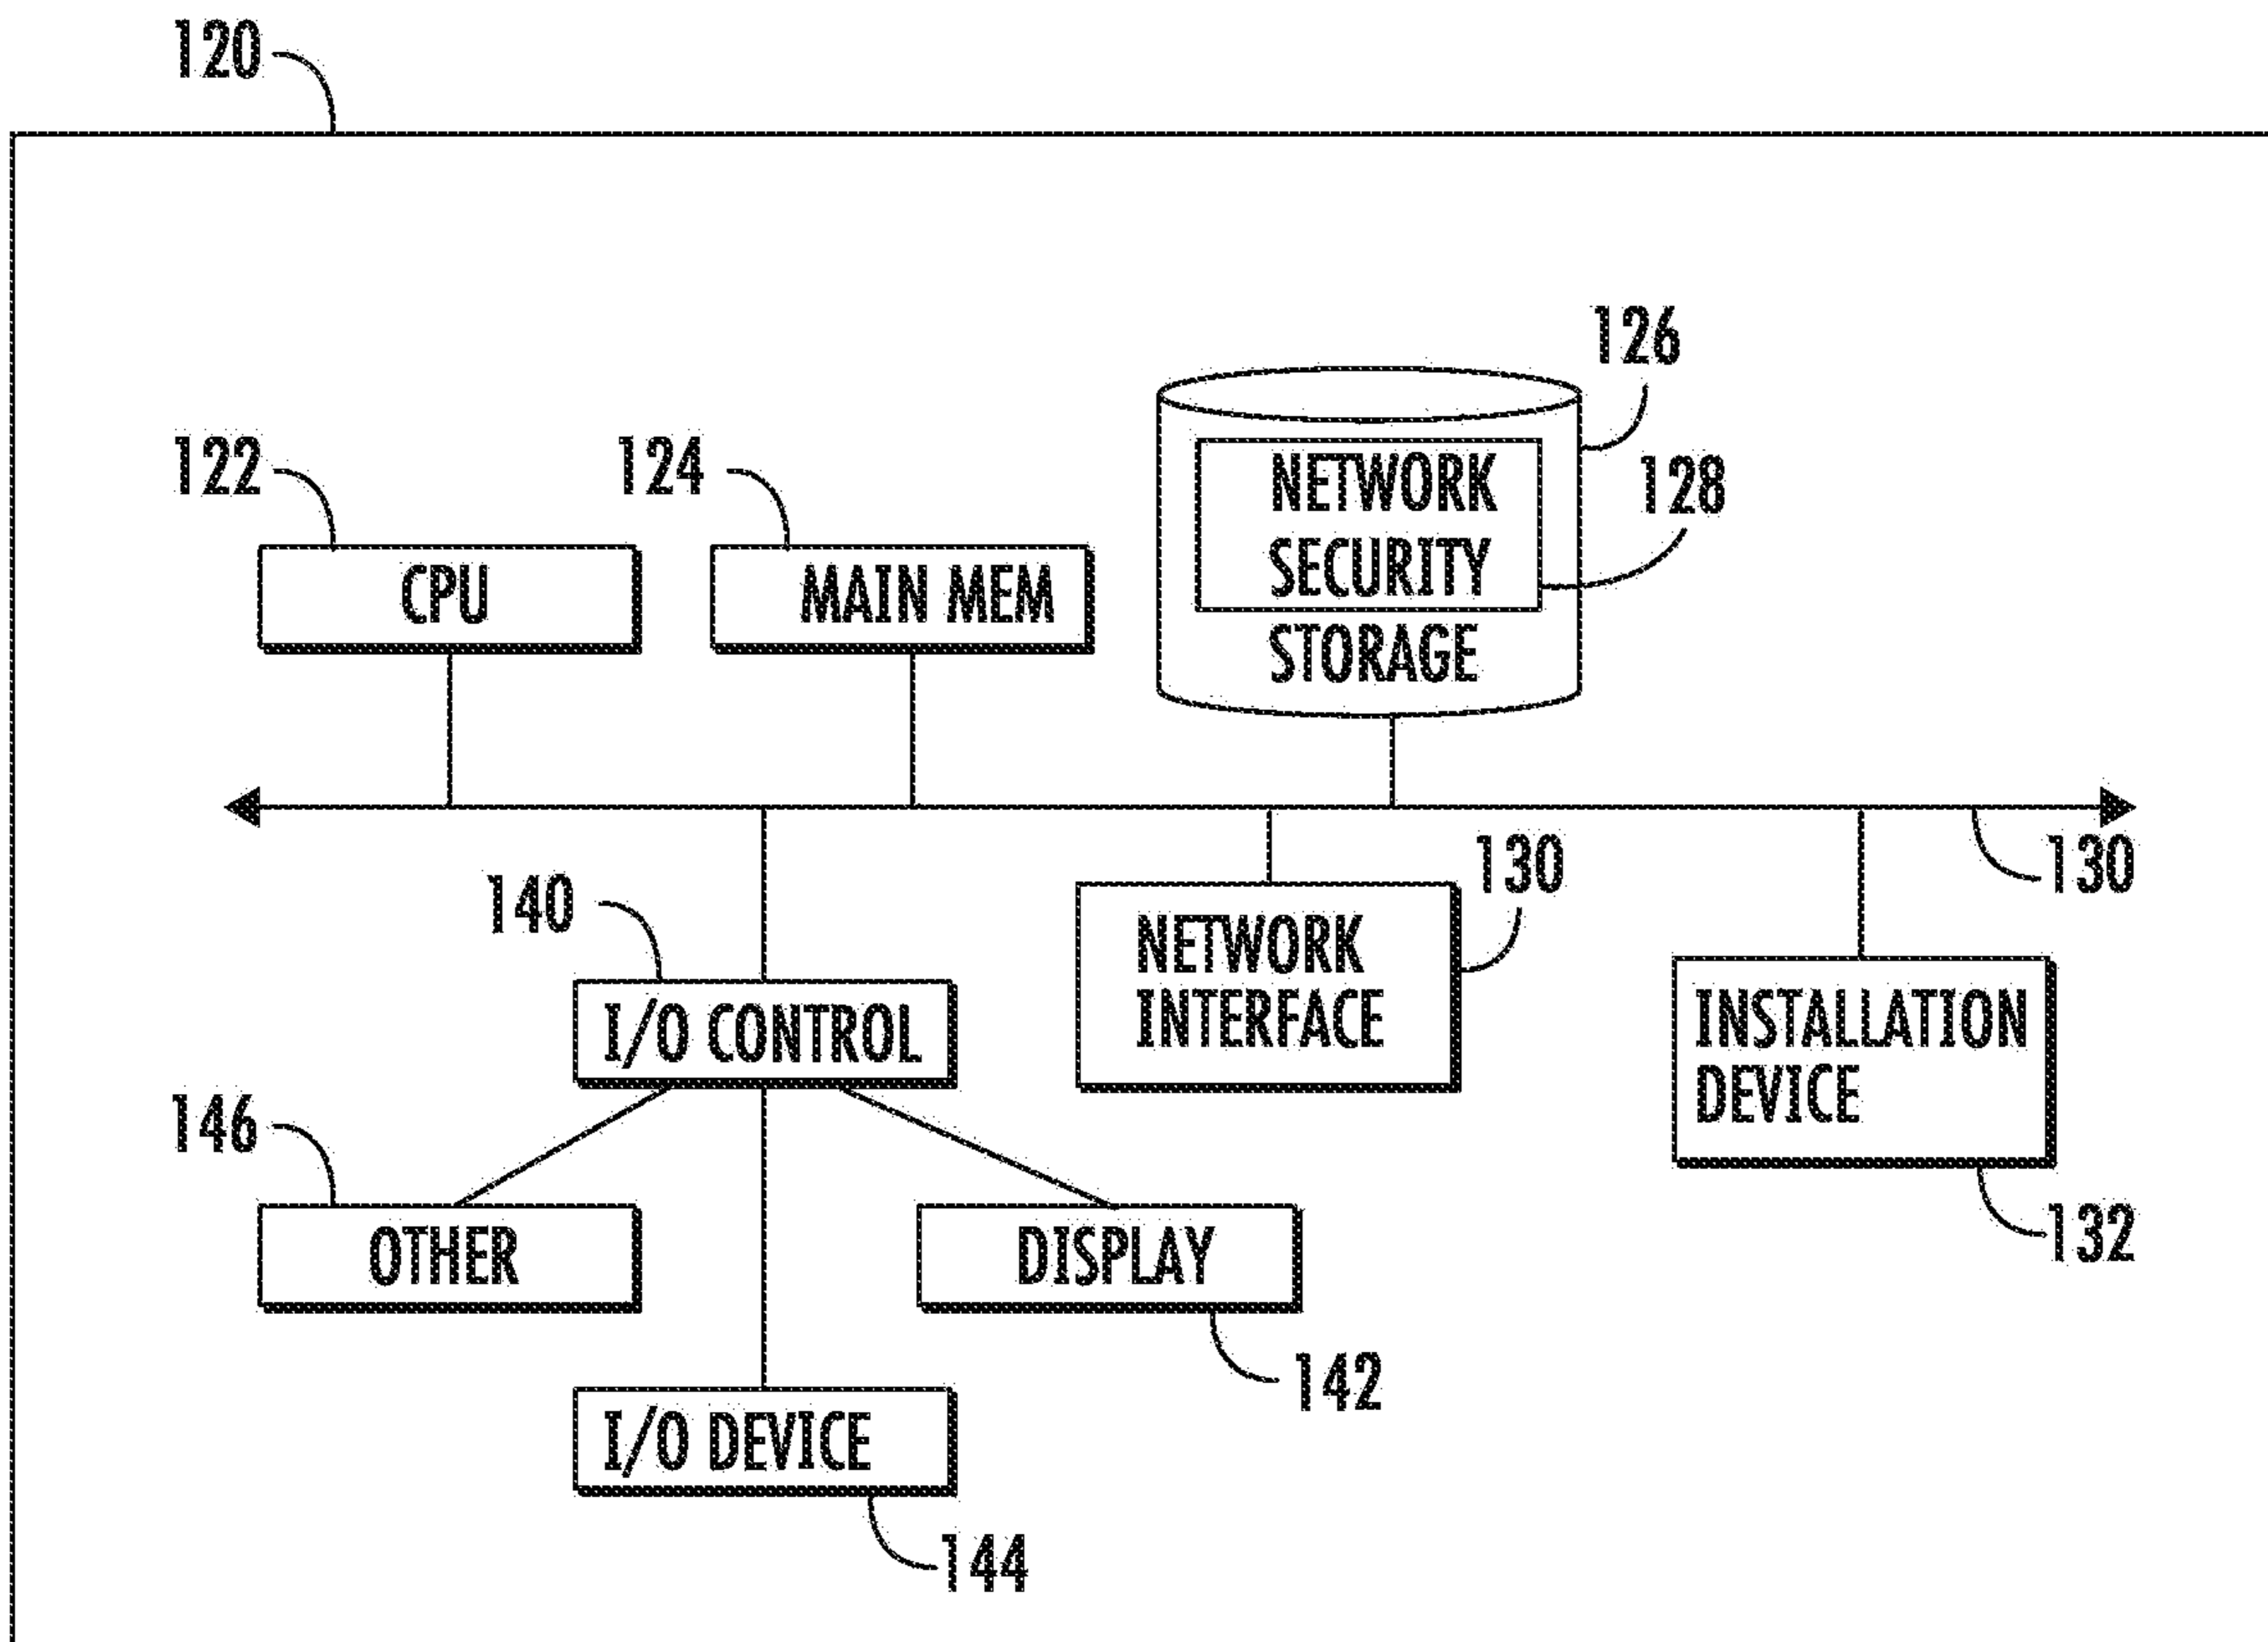 120
126
122
124
NETWORK
128
SECURITY
CPU
MAIN MEM
STORAGE
130
130
140
NETWORK
INTERFACE
I/O CONTROL
INSTALLATION
DEVICE
146
OTHER
DISPLAY
132
142
I/O DEVICE
144